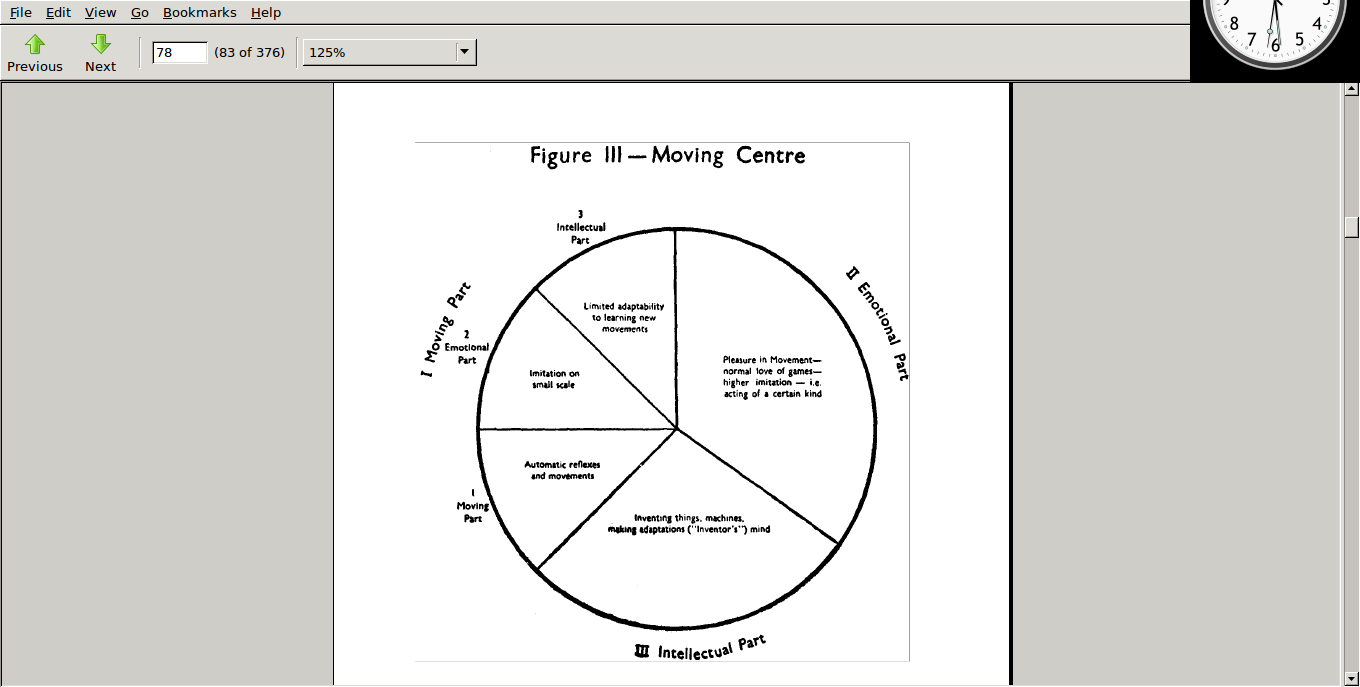 File Edit View Go Bookmarks Help
Previous Next 78 (83 of 376) 125%
8 7 6 5 4
Figure III — Moving Centre
3
Intellectual
Part
I Moving Part
2
Emotional
Part
1
Moving
Part
Limited adaptability
to learning new
movements
Imitation on
small scale
Automatic reflexes
and movements
II Emotional Part
Pleasure in Movement—
normal love of games—
higher imitation — i.e.
acting of a certain kind
Inventing things, machines,
making adaptations ("Inventor's") mind
III Intellectual Part